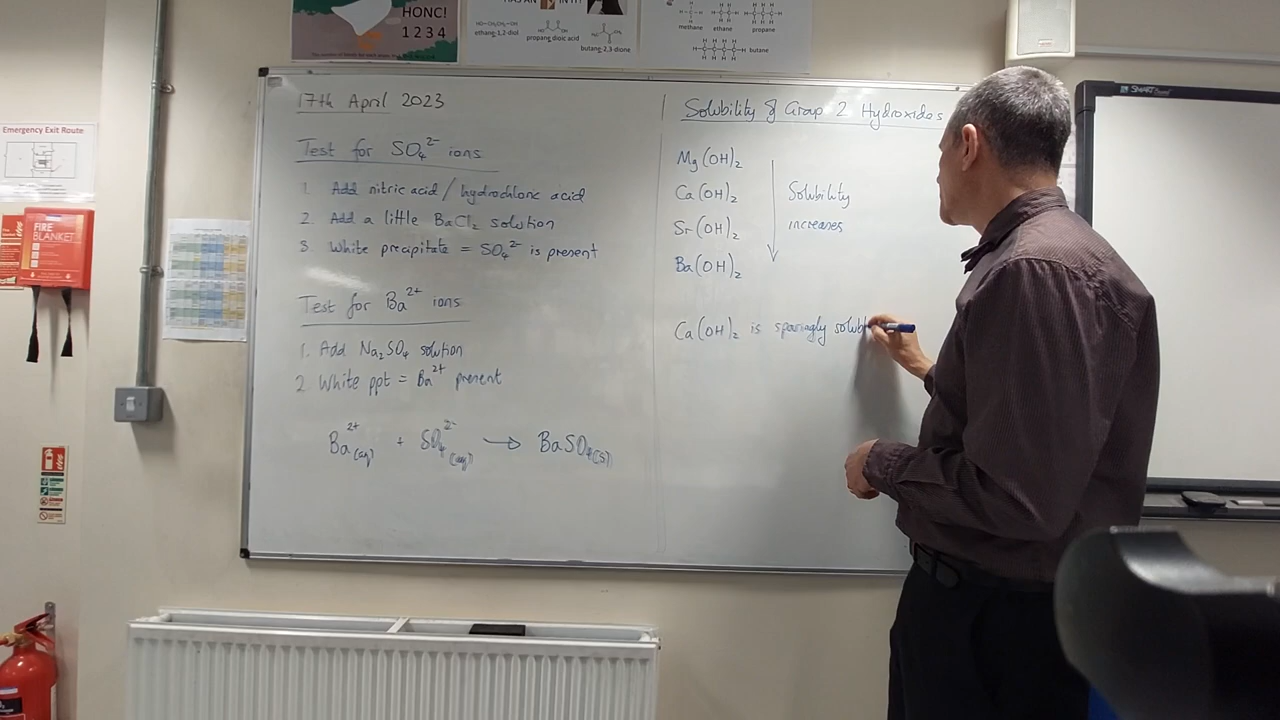 HONC!
1 2 3 4
ethane-1,2-diol
propane dioic acid
butane-2,3-dione
methane
ethane
propane
butane
Emergency Exit Route
FIRE
BLANKET
SMART
17th April 2023
Test for SO₄²⁻ ions
1. Add nitric acid / hydrochloric acid
2. Add a little BaCl₂ solution
3. White precipitate = SO₄²⁻ is present
Test for Ba²⁺ ions
1. Add Na₂SO₄ solution
2. White ppt = Ba²⁺ present
Ba²⁺(aq) + SO₄²⁻(aq) → BaSO₄(s)
Solubility of Group 2 Hydroxides
Mg(OH)₂
Ca(OH)₂
Sr(OH)₂
Ba(OH)₂
Solubility
increases
Ca(OH)₂ is sparingly solubl